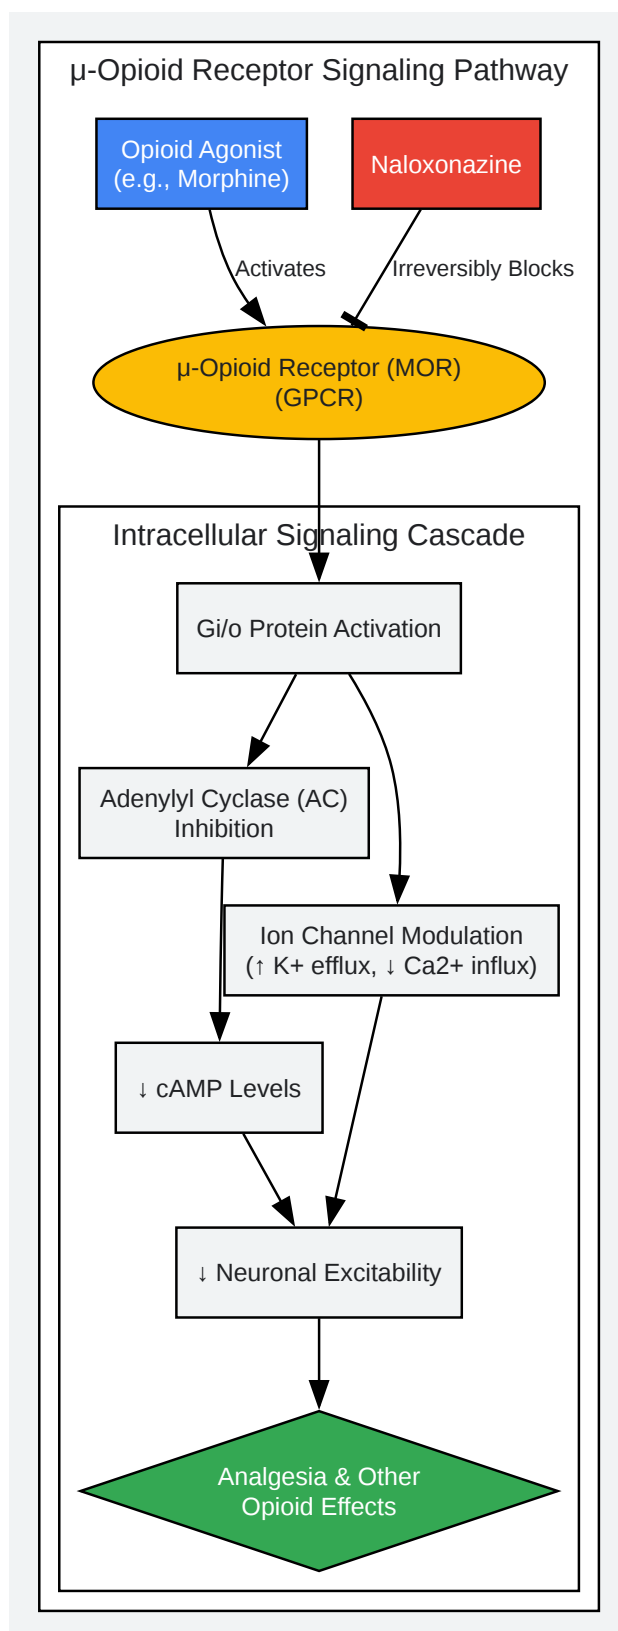 μ-Opioid Receptor Signaling Pathway
Opioid Agonist
(e.g., Morphine)
Naloxonazine
Activates
Irreversibly Blocks
μ-Opioid Receptor (MOR)
(GPCR)
Intracellular Signaling Cascade
Gi/o Protein Activation
Adenylyl Cyclase (AC)
Inhibition
Ion Channel Modulation
(↑ K+ efflux, ↓ Ca2+ influx)
↓ cAMP Levels
↓ Neuronal Excitability
Analgesia & Other
Opioid Effects